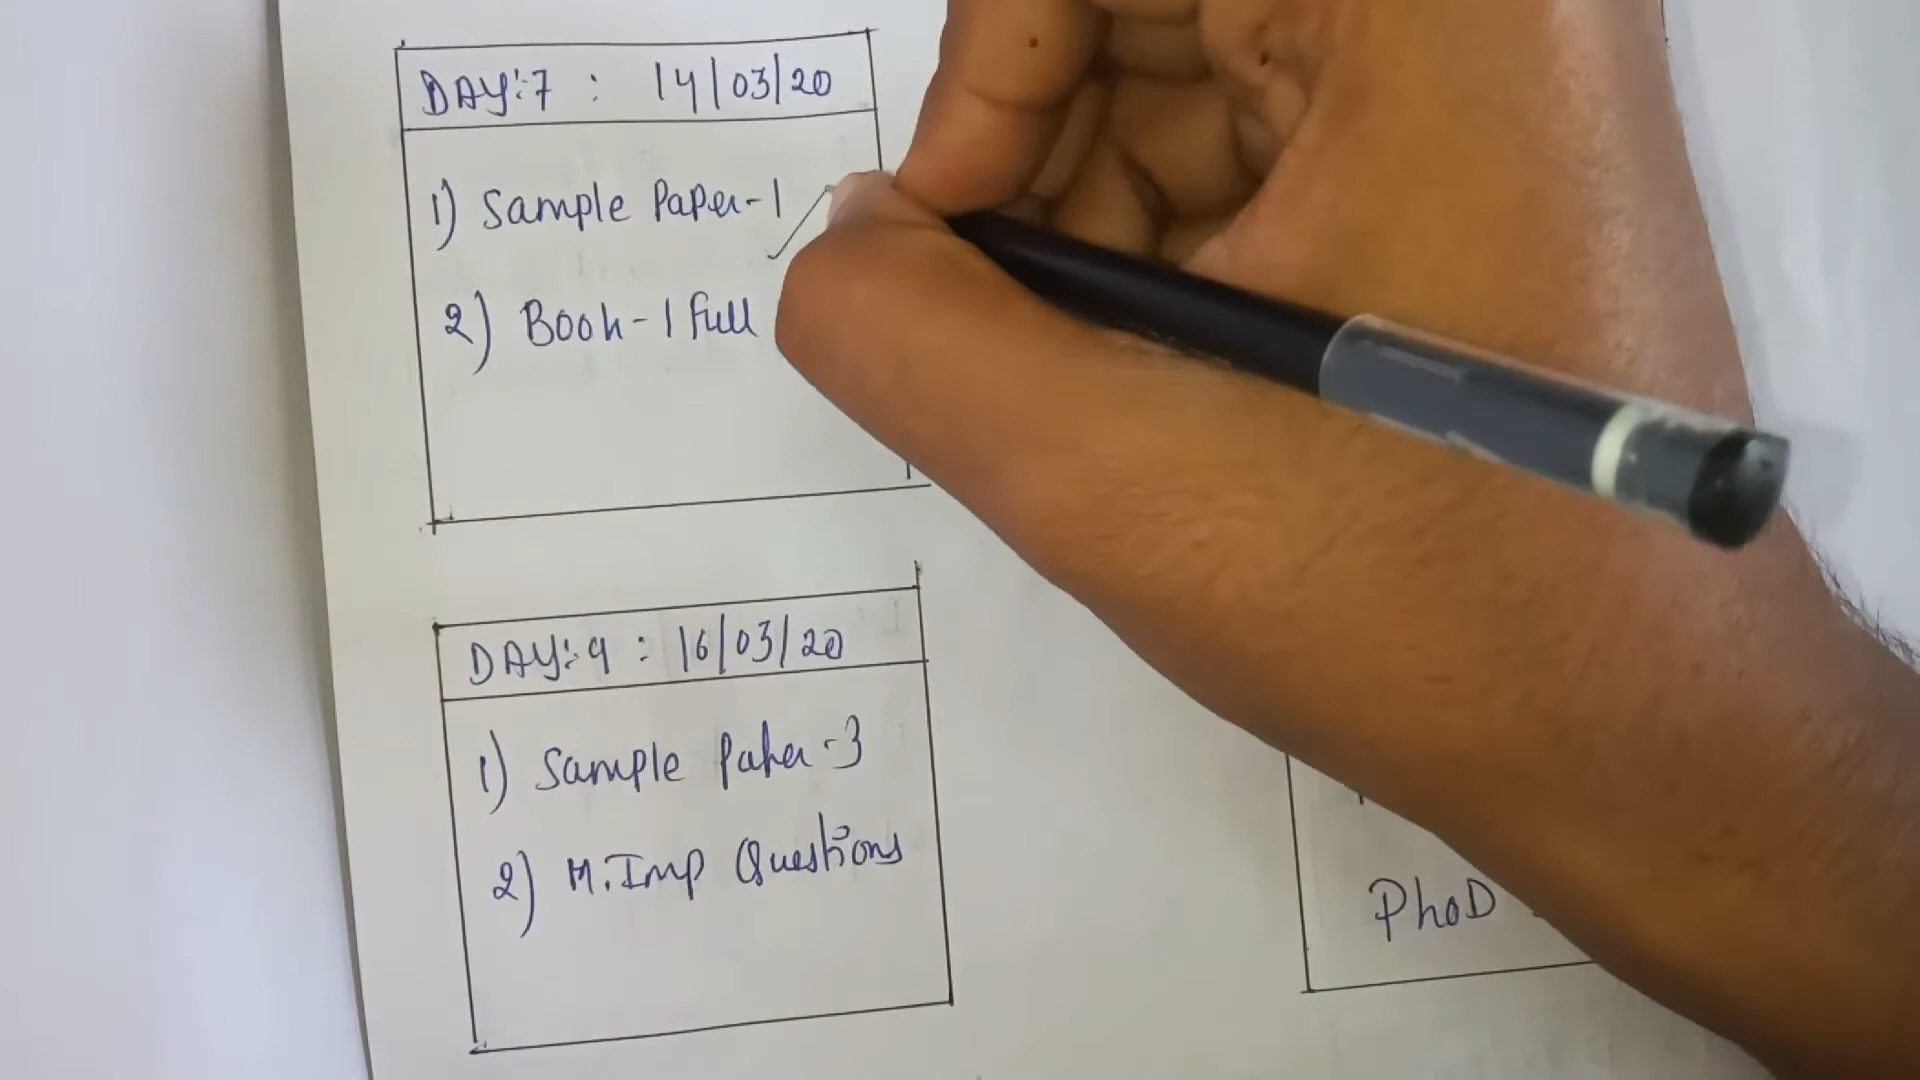 DAY:7 : 14/03/20
1) Sample Paper-1
2) Book-1 Full
DAY:9 : 16/03/20
1) Sample Paper-3
2) M.Imp Questions
PhoD